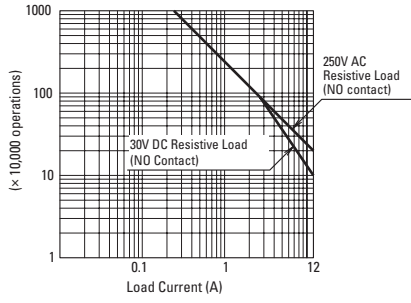 1000
100
10
1
(× 10,000 operations)
250V AC
Resistive Load
(NO contact)
30V DC Resistive Load
(NO Contact)
0.1
1
12
Load Current (A)